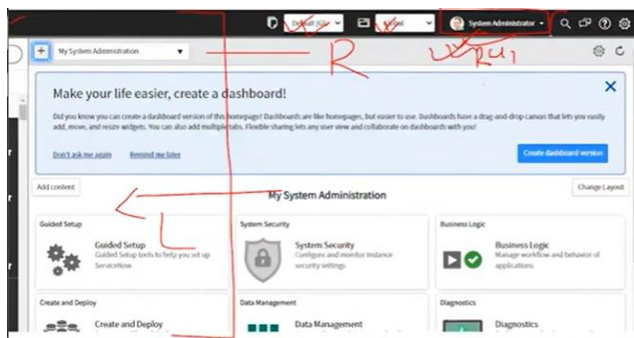 System Administrator
My System Administration
R
RU1
Make your life easier, create a dashboard!
Did you know you can create a dashboard version of this homepage? Dashboards are like homepages, but easier to use. Dashboards have a drag-and-drop canvas that lets you easily
add, move, and resize widgets. You can also add multiple tabs. Flexible sharing lets any user view and collaborate on dashboards with you!
Don't ask me again Remind me later Create dashboard version
Add content My System Administration Change Layout
L
Guided Setup System Security Business Logic
Guided Setup System Security Business Logic
Guided Setup tools to help you set up Configure and monitor instance Manage workflow and behavior of
ServiceNow security settings. applications
Create and Deploy Data Management Diagnostics
Create and Deploy Data Management Diagnostics